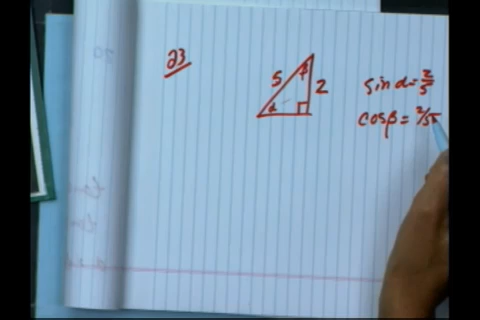 23
5
β
2
α
sin α = 2/5
cos β = 2/5